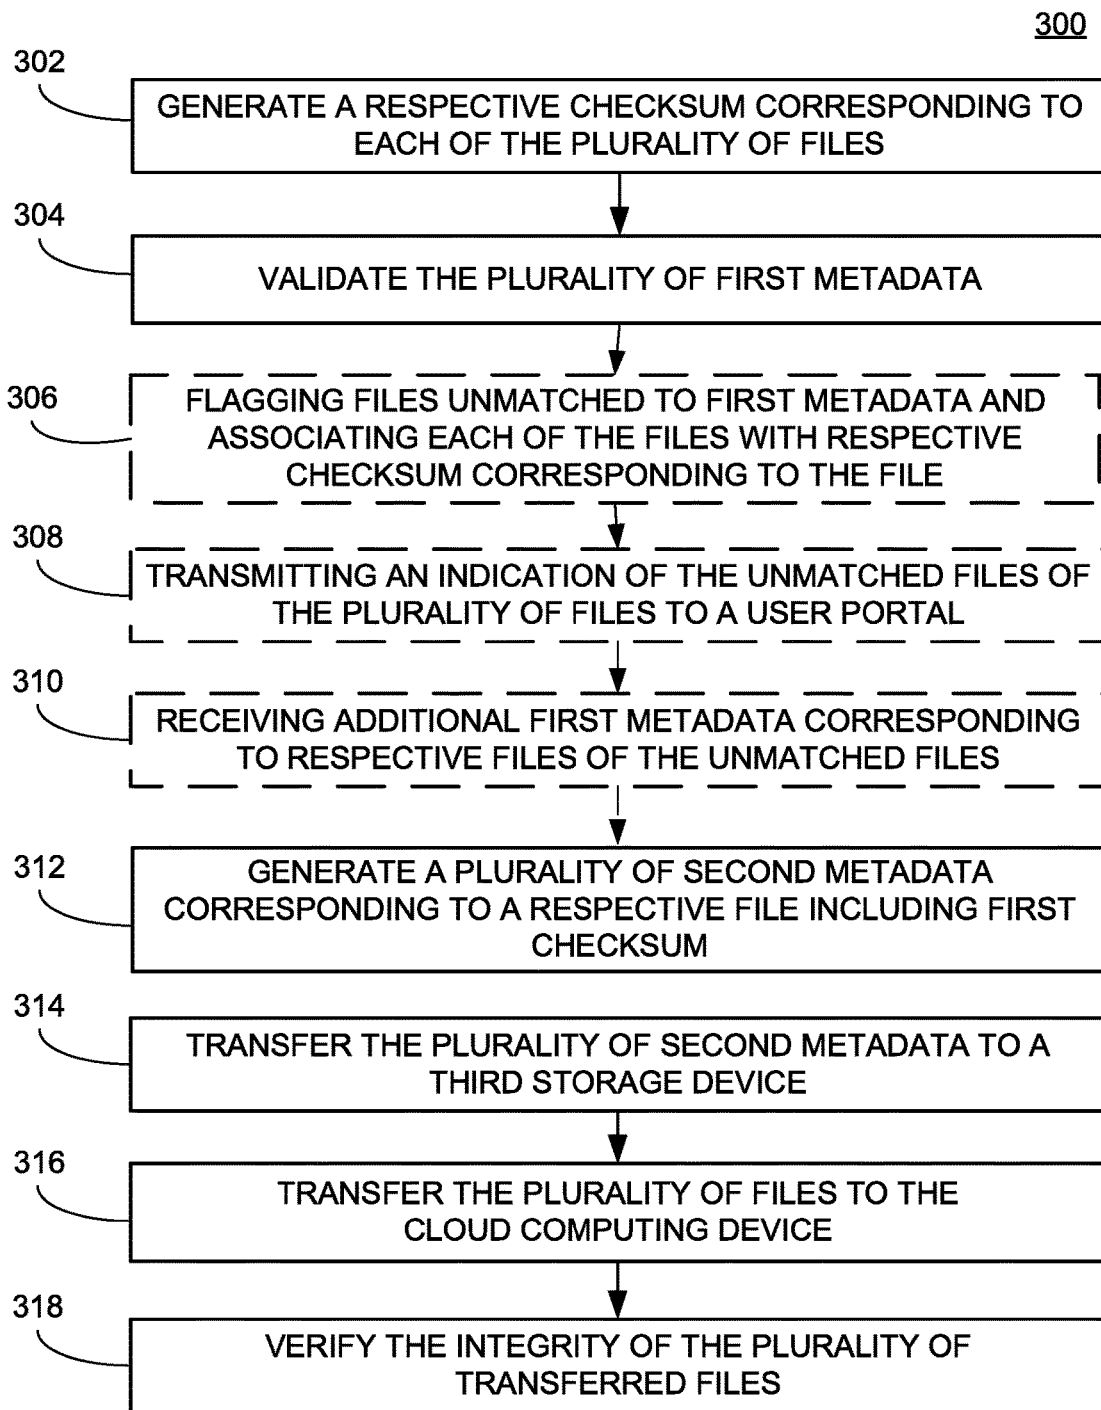 300
302
GENERATE A RESPECTIVE CHECKSUM CORRESPONDING TO
EACH OF THE PLURALITY OF FILES
304
VALIDATE THE PLURALITY OF FIRST METADATA
306
FLAGGING FILES UNMATCHED TO FIRST METADATA AND
ASSOCIATING EACH OF THE FILES WITH RESPECTIVE
CHECKSUM CORRESPONDING TO THE FILE
308
TRANSMITTING AN INDICATION OF THE UNMATCHED FILES OF
THE PLURALITY OF FILES TO A USER PORTAL
310
RECEIVING ADDITIONAL FIRST METADATA CORRESPONDING
TO RESPECTIVE FILES OF THE UNMATCHED FILES
312
GENERATE A PLURALITY OF SECOND METADATA
CORRESPONDING TO A RESPECTIVE FILE INCLUDING FIRST
CHECKSUM
314
TRANSFER THE PLURALITY OF SECOND METADATA TO A
THIRD STORAGE DEVICE
316
TRANSFER THE PLURALITY OF FILES TO THE
CLOUD COMPUTING DEVICE
318
VERIFY THE INTEGRITY OF THE PLURALITY OF
TRANSFERRED FILES